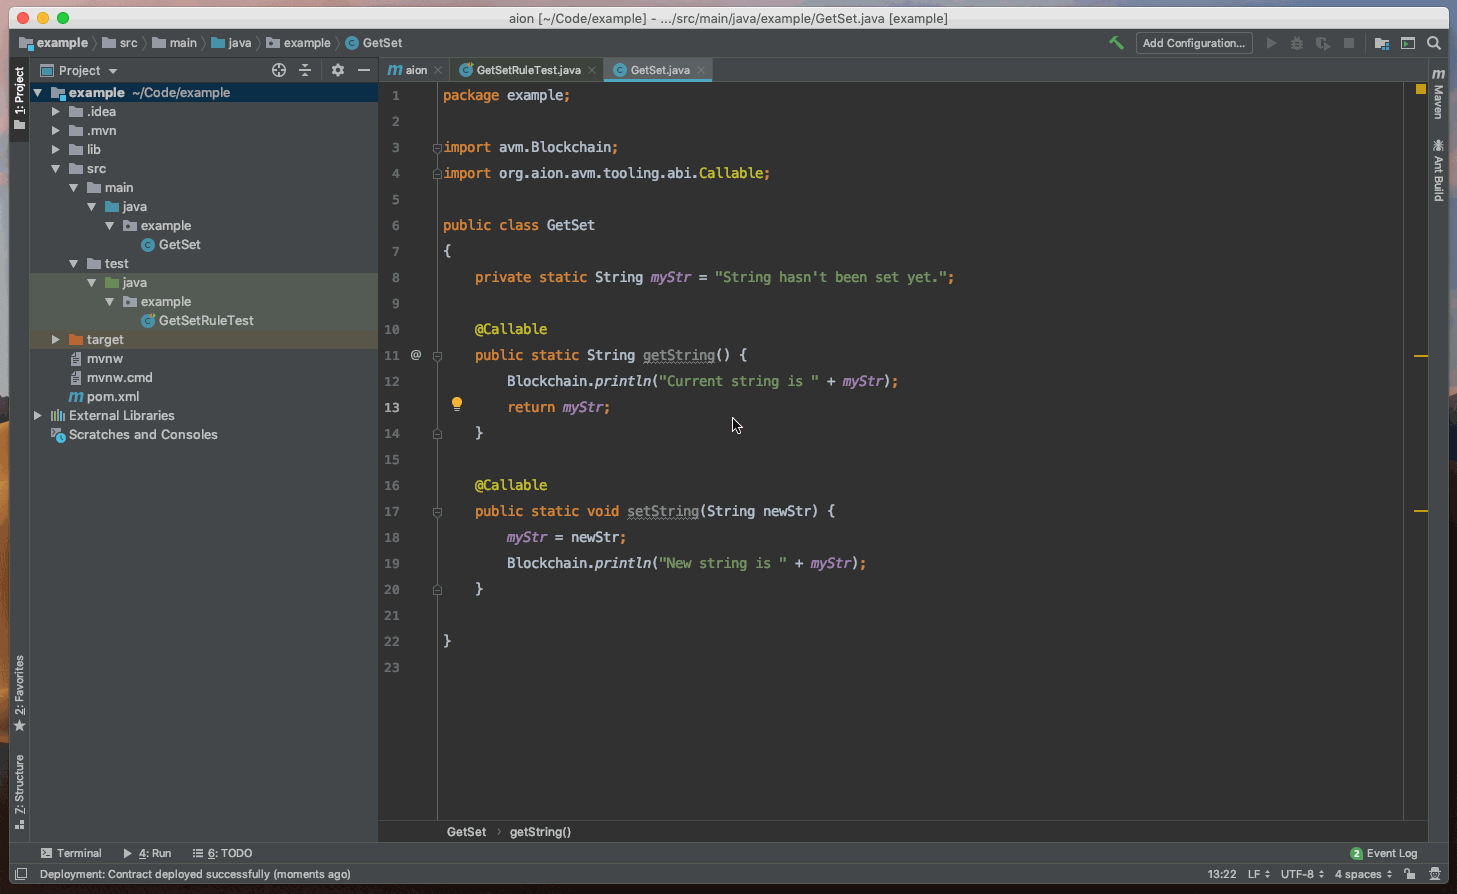 aion [~/Code/example] - .../src/main/java/example/GetSet.java [example]
example src main java example GetSet
Add Configuration...
1: Project
Project
m aion
GetSetRuleTest.java
GetSet.java
m Maven
Ant Build
example ~/Code/example
.idea
.mvn
lib
src
main
java
example
GetSet
test
java
example
GetSetRuleTest
target
mvnw
mvnw.cmd
m pom.xml
External Libraries
Scratches and Consoles
1 package example;
2
3 import avm.Blockchain;
4 import org.aion.avm.tooling.abi.Callable;
5
6 public class GetSet
7 {
8 private static String myStr = "String hasn't been set yet.";
9
10 @Callable
11 @ public static String getString() {
12 Blockchain.println("Current string is " + myStr);
13 return myStr;
14 }
15
16 @Callable
17 public static void setString(String newStr) {
18 myStr = newStr;
19 Blockchain.println("New string is " + myStr);
20 }
21
22 }
23
2: Favorites
7: Structure
GetSet › getString()
Terminal 4: Run 6: TODO
2 Event Log
Deployment: Contract deployed successfully (moments ago)
13:22 LF UTF-8 4 spaces